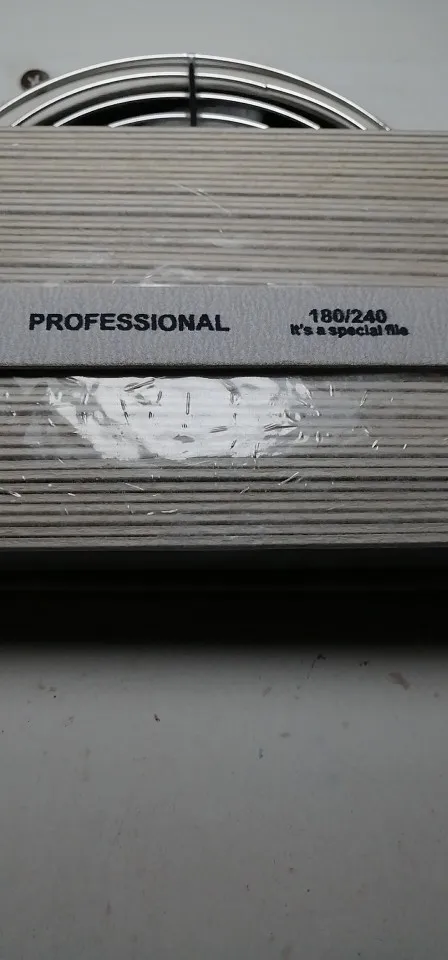 PROFESSIONAL
180/240
It's a special file